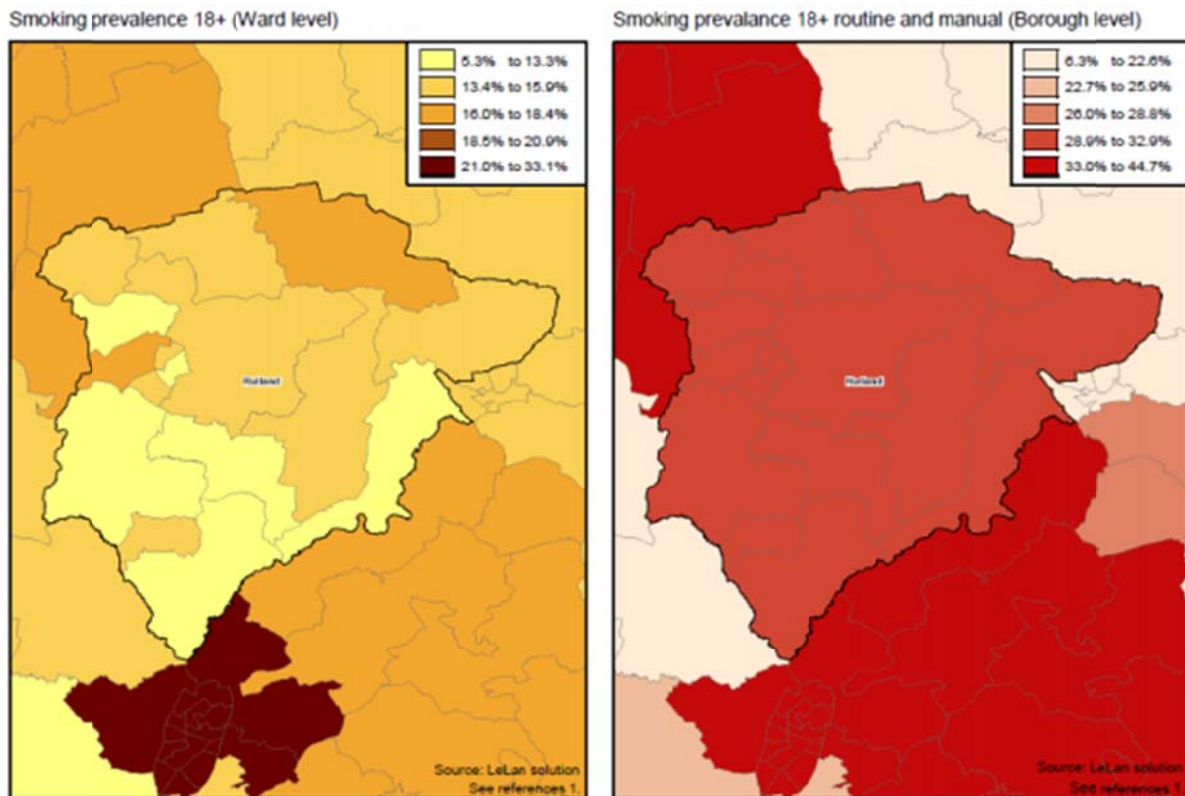 Smoking prevalence 18+ (Ward level)
5.3% to 13.3%
13.4% to 15.9%
16.0% to 18.4%
18.5% to 20.9%
21.0% to 33.1%
Rutland
Source: LeLan solution
See references 1.
Smoking prevalance 18+ routine and manual (Borough level)
6.3% to 22.6%
22.7% to 25.9%
26.0% to 28.8%
28.9% to 32.9%
33.0% to 44.7%
Rutland
Source: LeLan solution
See references 1.